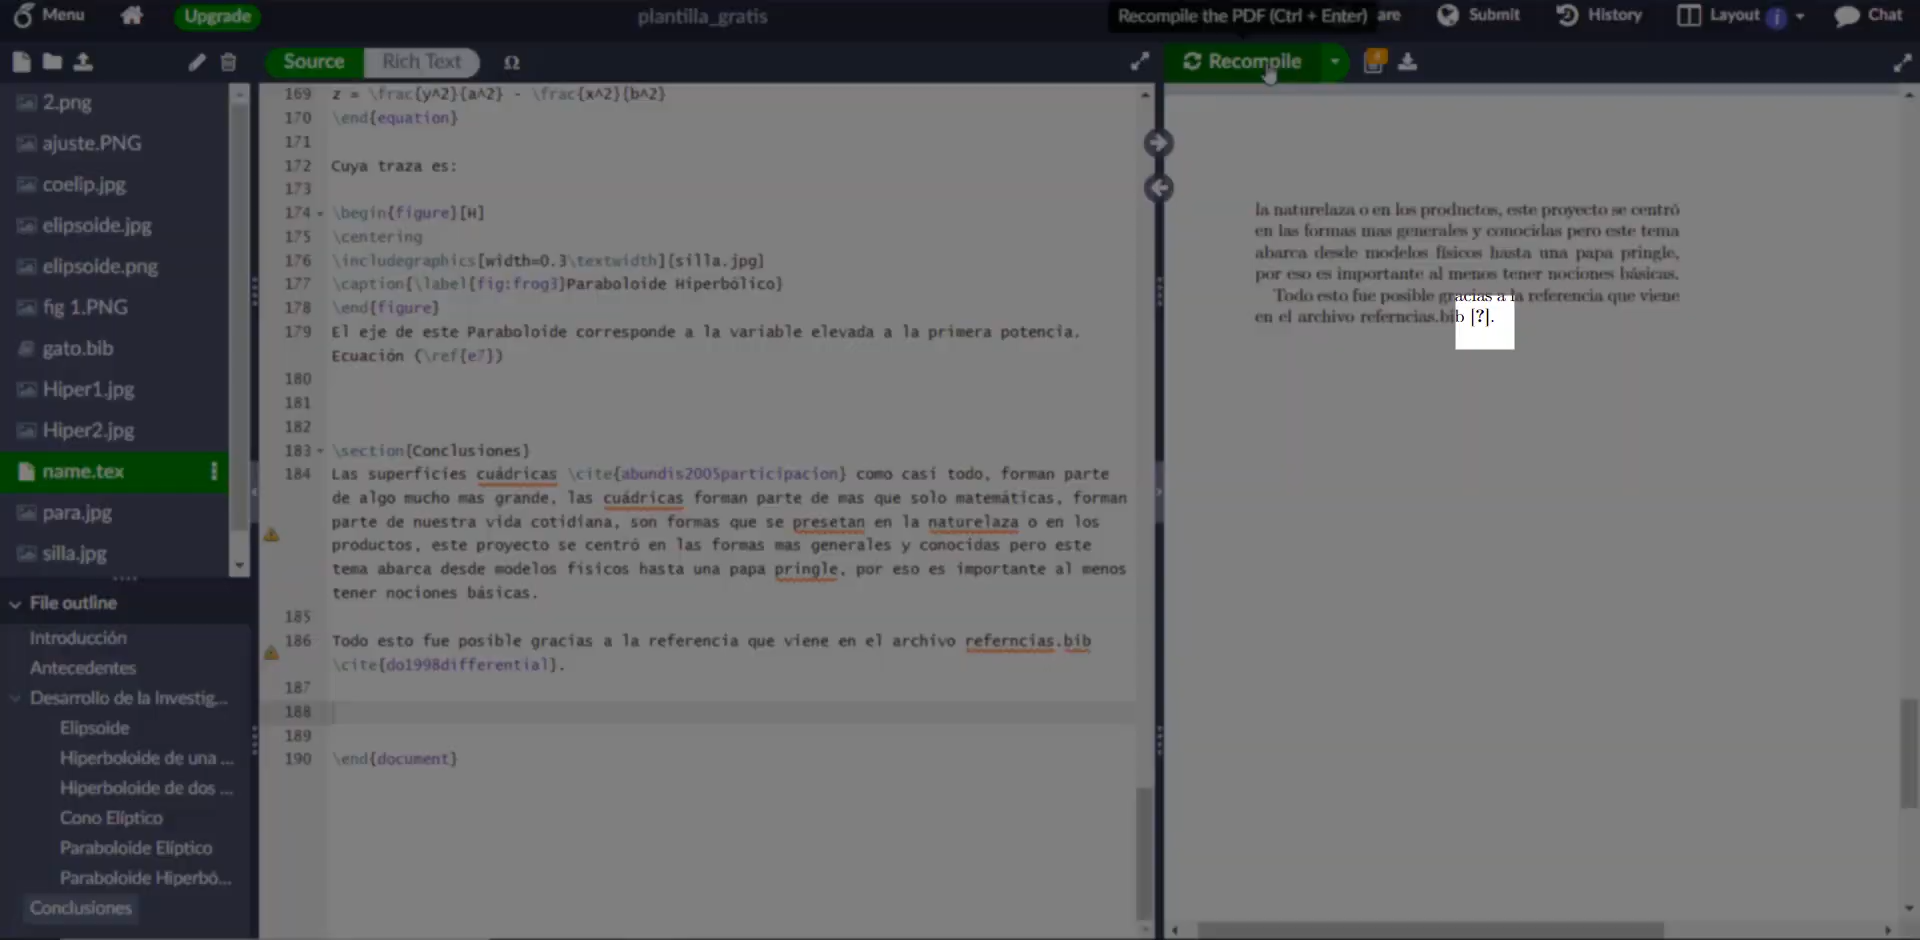 Menu
Upgrade
plantilla_gratis
Recompile the PDF (Ctrl + Enter)
are
Submit
History
Layout
Chat
Source
Rich Text
Ω
Recompile
2.png
ajuste.PNG
coelip.jpg
elipsoide.jpg
elipsoide.png
fig 1.PNG
gato.bib
Hiper1.jpg
Hiper2.jpg
name.tex
para.jpg
silla.jpg
File outline
Introducción
Antecedentes
Desarrollo de la Investig...
Elipsoide
Hiperboloide de una ...
Hiperboloide de dos ...
Cono Elíptico
Paraboloide Elíptico
Paraboloide Hiperbó...
Conclusiones
169 z = \frac{y^2}{a^2} - \frac{x^2}{b^2}
170 \end{equation}
171
172 Cuya traza es:
173
174 \begin{figure}[H]
175 \centering
176 \includegraphics[width=0.3\textwidth]{silla.jpg}
177 \caption{\label{fig:frog3}Paraboloide Hiperbólico}
178 \end{figure}
179 El eje de este Paraboloide corresponde a la variable elevada a la primera potencia.
Ecuación (\ref{e7})
180
181
182
183 \section{Conclusiones}
184 Las superficies cuádricas \cite{abundis2005participacion} como casi todo, forman parte
de algo mucho mas grande, las cuádricas forman parte de mas que solo matemáticas, forman
parte de nuestra vida cotidiana, son formas que se presetan en la naturelaza o en los
productos, este proyecto se centró en las formas mas generales y conocidas pero este
tema abarca desde modelos físicos hasta una papa pringle, por eso es importante al menos
tener nociones básicas.
185
186 Todo esto fue posible gracias a la referencia que viene en el archivo referncias.bib
\cite{do1998differential}.
187
188
189
190 \end{document}
la naturelaza o en los productos, este proyecto se centró
en las formas mas generales y conocidas pero este tema
abarca desde modelos físicos hasta una papa pringle,
por eso es importante al menos tener nociones básicas.
Todo esto fue posible gracias a la referencia que viene
en el archivo referncias.bib [?].